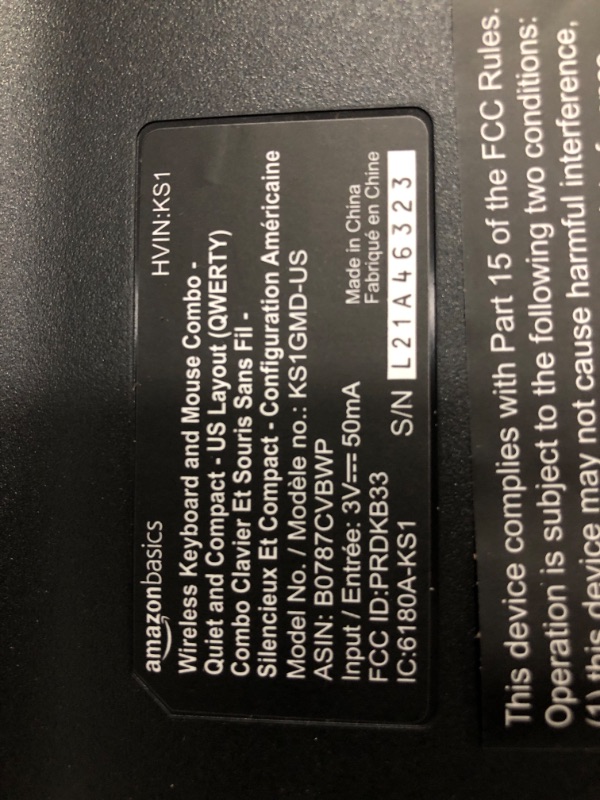 amazonbasics HVIN:KS1
Wireless Keyboard and Mouse Combo -
Quiet and Compact - US Layout (QWERTY)
Combo Clavier Et Souris Sans Fil -
Silencieux Et Compact - Configuration Américaine
Model No. / Modèle no.: KS1GMD-US
ASIN: B0787CVBWP
Input / Entrée: 3V⎓50mA
Made in China
FCC ID:PRDKB33
Fabriqué en Chine
IC:6180A-KS1
S/N L21A46323
This device complies with Part 15 of the FCC Rules.
Operation is subject to the following two conditions:
(1) this device may not cause harmful interference,